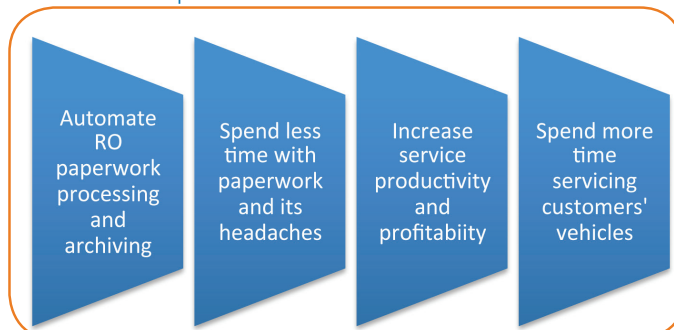 Automate
RO
paperwork
processing
and
archiving
Spend less
time with
paperwork
and its
headaches
Increase
service
productivity
and
profitabiity
Spend more
time
servicing
customers'
vehicles